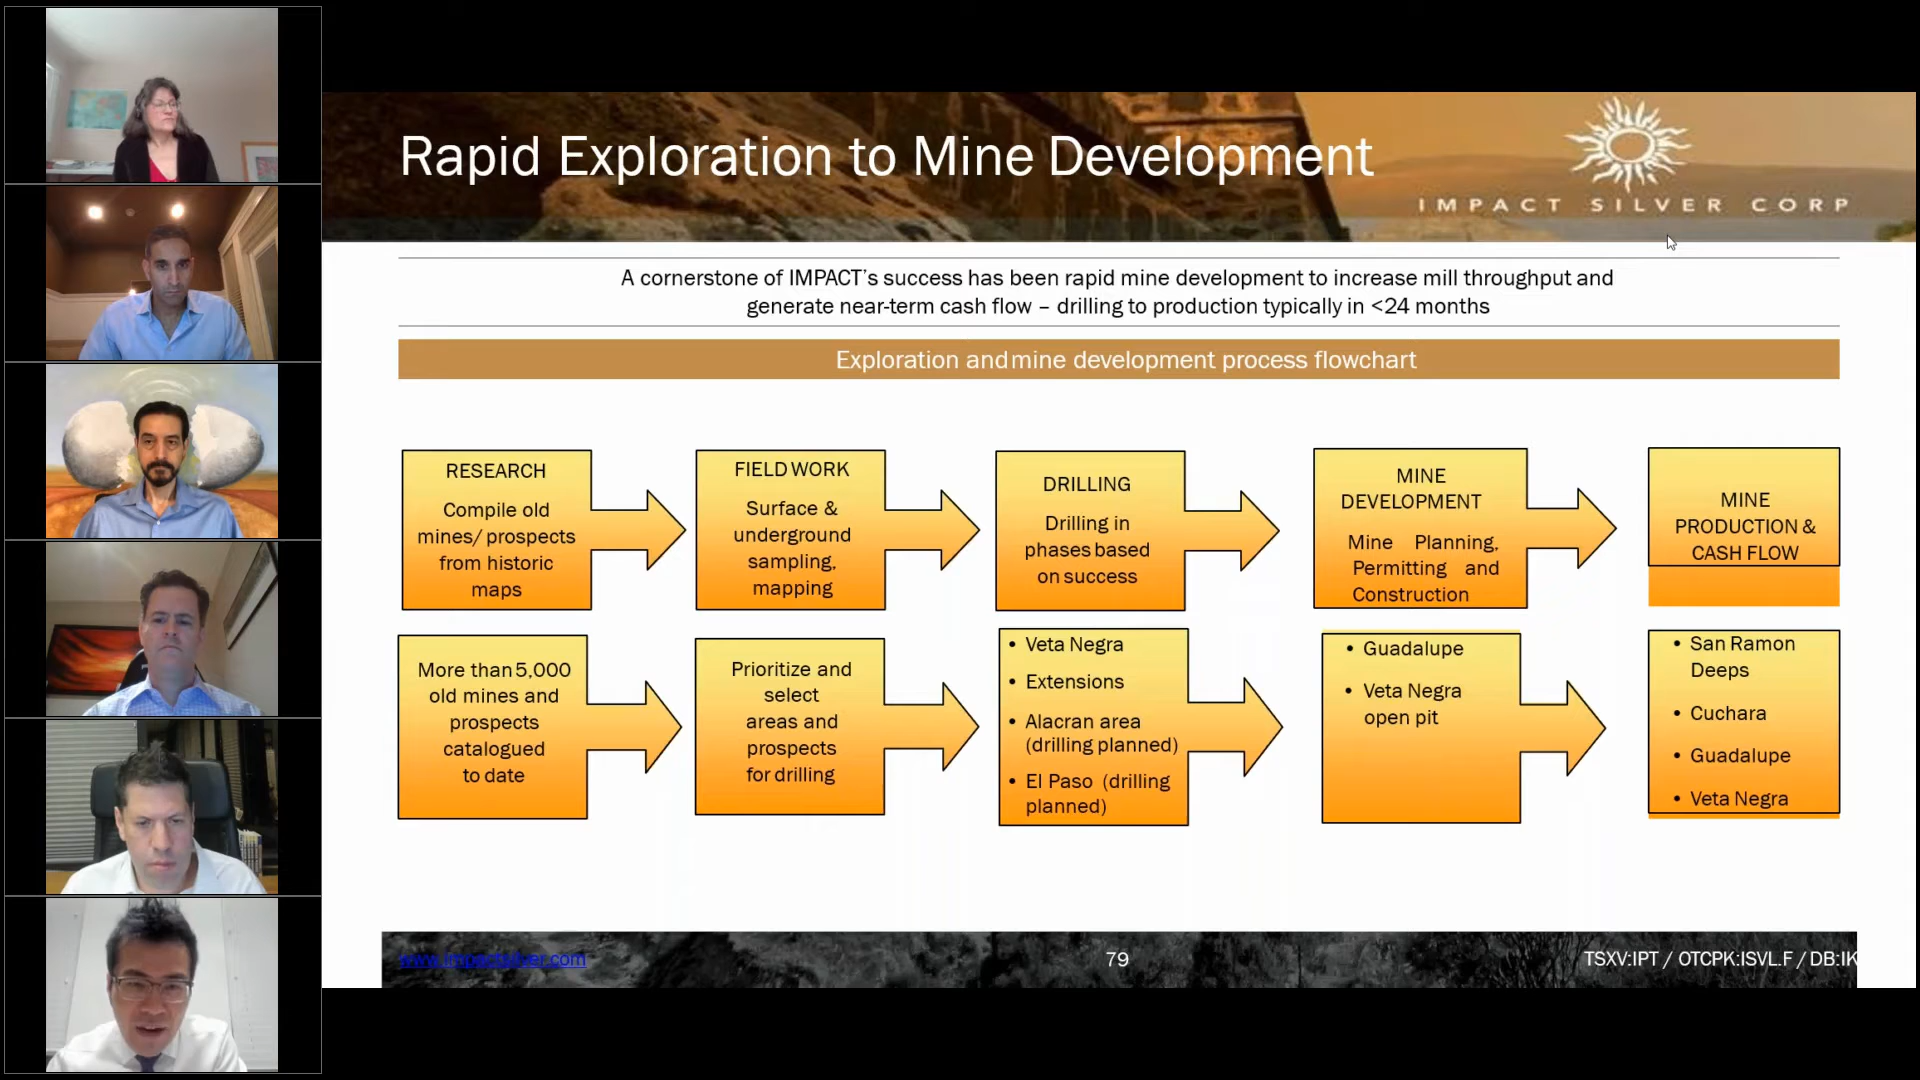 Rapid Exploration to Mine Development
IMPACT SILVER CORP
A cornerstone of IMPACT's success has been rapid mine development to increase mill throughput and
generate near-term cash flow – drilling to production typically in <24 months
Exploration and mine development process flowchart
RESEARCH
Compile old
mines/ prospects
from historic
maps
FIELD WORK
Surface &
underground
sampling,
mapping
DRILLING
Drilling in
phases based
on success
MINE
DEVELOPMENT
Mine Planning,
Permitting and
Construction
MINE
PRODUCTION &
CASH FLOW
More than 5,000
old mines and
prospects
catalogued
to date
Prioritize and
select
areas and
prospects
for drilling
• Veta Negra
• Extensions
• Alacran area
(drilling planned)
• El Paso (drilling
planned)
• Guadalupe
• Veta Negra
open pit
• San Ramon
Deeps
• Cuchara
• Guadalupe
• Veta Negra
www.impactsilver.com
79
TSXV:IPT / OTCPK:ISVL.F / DB:IK